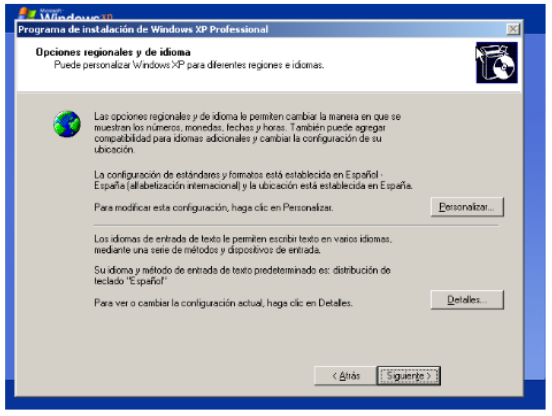 Microsoft
Windows XP
Programa de instalación de Windows XP Professional
Opciones regionales y de idioma
Puede personalizar Windows XP para diferentes regiones e idiomas.
Las opciones regionales y de idioma le permiten cambiar la manera en que se
muestran los números, monedas, fechas y horas. También puede agregar
compatibilidad para idiomas adicionales y cambiar la configuración de su
ubicación.
La configuración de estándares y formatos está establecida en Español -
España (alfabetización internacional) y la ubicación está establecida en España.
Para modificar esta configuración, haga clic en Personalizar.
Personalizar...
Los idiomas de entrada de texto le permiten escribir texto en varios idiomas,
mediante una serie de métodos y dispositivos de entrada.
Su idioma y método de entrada de texto predeterminado es: distribución de
teclado "Español"
Para ver o cambiar la configuración actual, haga clic en Detalles.
Detalles...
< Atrás
Siguiente >